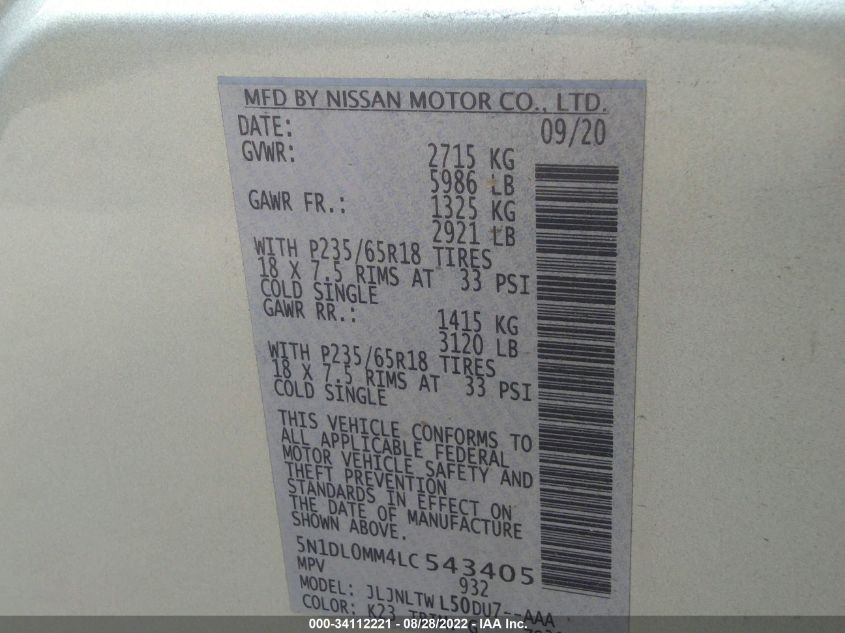 MFD BY NISSAN MOTOR CO., LTD.
DATE: 09/20
GVWR: 2715 KG
5986 LB
GAWR FR.: 1325 KG
2921 LB
WITH P235/65R18 TIRES
18 X 7.5 RIMS AT 33 PSI
COLD SINGLE
GAWR RR.: 1415 KG
3120 LB
WITH P235/65R18 TIRES
18 X 7.5 RIMS AT 33 PSI
COLD SINGLE
THIS VEHICLE CONFORMS TO
ALL APPLICABLE FEDERAL
MOTOR VEHICLE SAFETY AND
THEFT PREVENTION
STANDARDS IN EFFECT ON
THE DATE OF MANUFACTURE
SHOWN ABOVE.
5N1DL0MM4LC543405
MPV 932
MODEL: JLJNLTWL50DU7--AAA
COLOR: K23
000-34112221 - 08/28/2022 - IAA Inc.